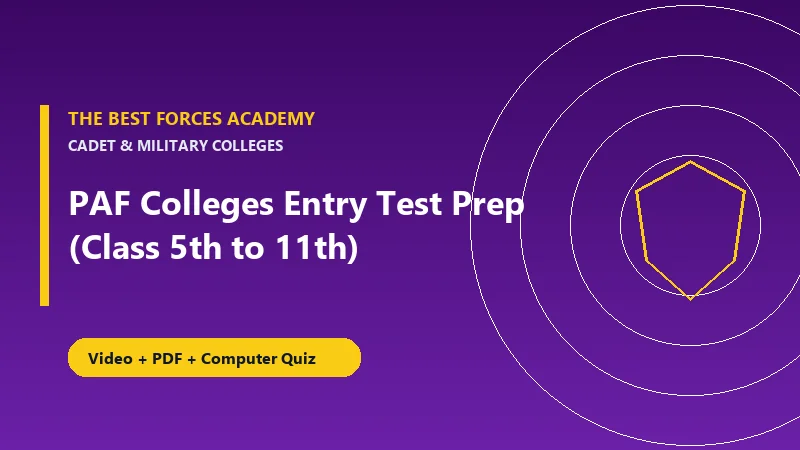 THE BEST FORCES ACADEMY
CADET & MILITARY COLLEGES
PAF Colleges Entry Test Prep
(Class 5th to 11th)
Video + PDF + Computer Quiz